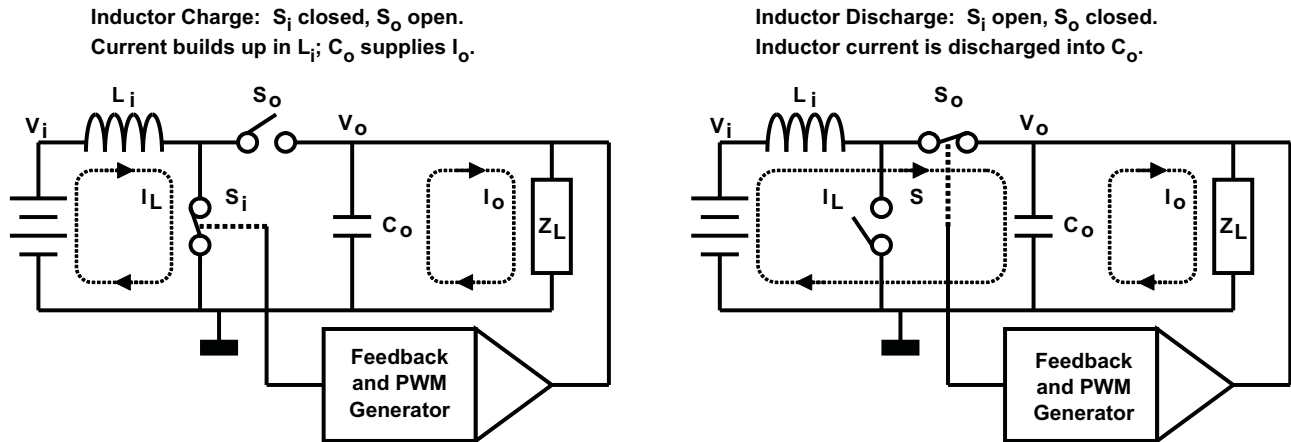 Inductor Charge: Si closed, So open.
Current builds up in Li; Co supplies Io.
Li
So
Vi
Vo
IL
Si
Co
Io
ZL
Feedback
and PWM
Generator
Inductor Discharge: Si open, So closed.
Inductor current is discharged into Co.
Li
So
Vi
Vo
IL
S
Co
Io
ZL
Feedback
and PWM
Generator